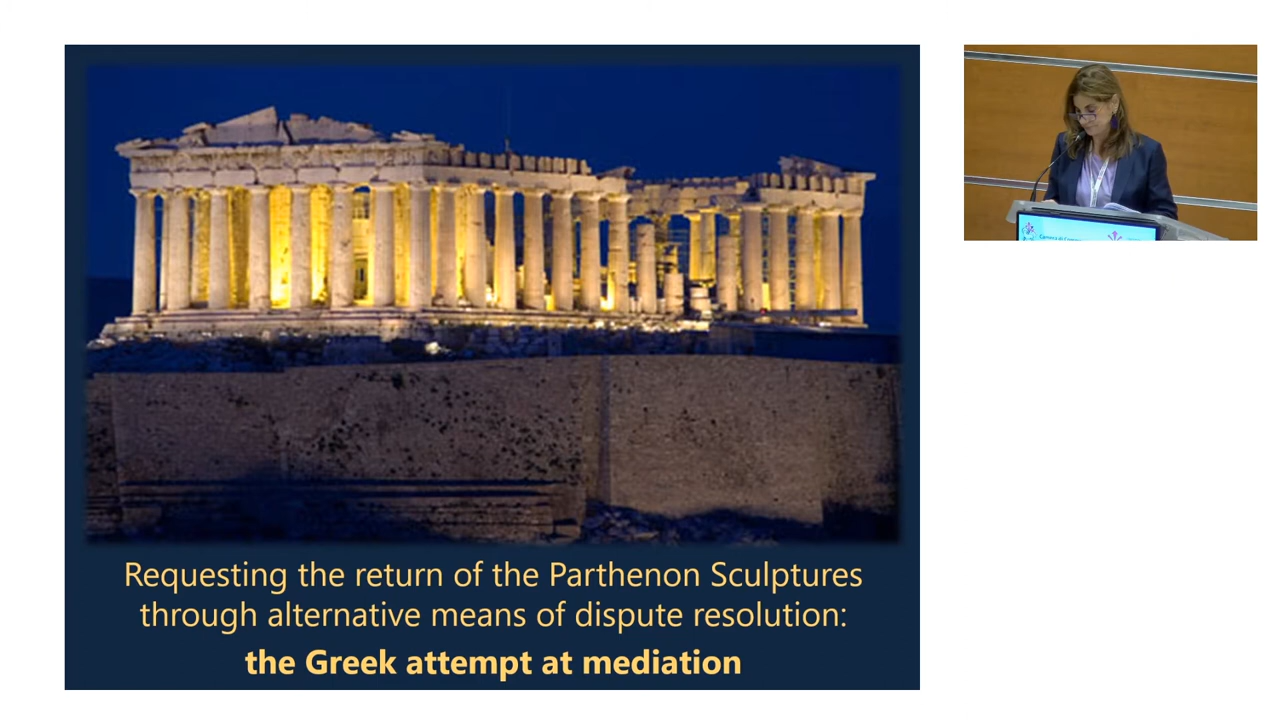 Requesting the return of the Parthenon Sculptures
through alternative means of dispute resolution:
the Greek attempt at mediation